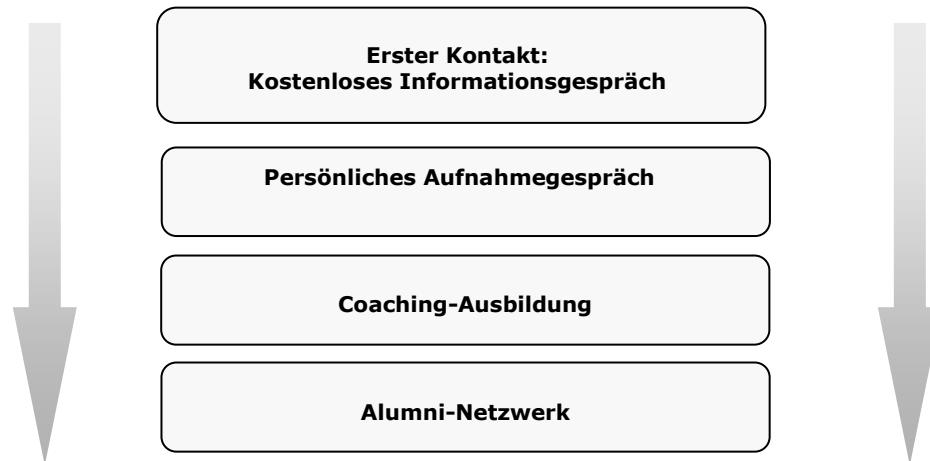 Erster Kontakt:
Kostenloses Informationsgespräch
Persönliches Aufnahmegespräch
Coaching-Ausbildung
Alumni-Netzwerk